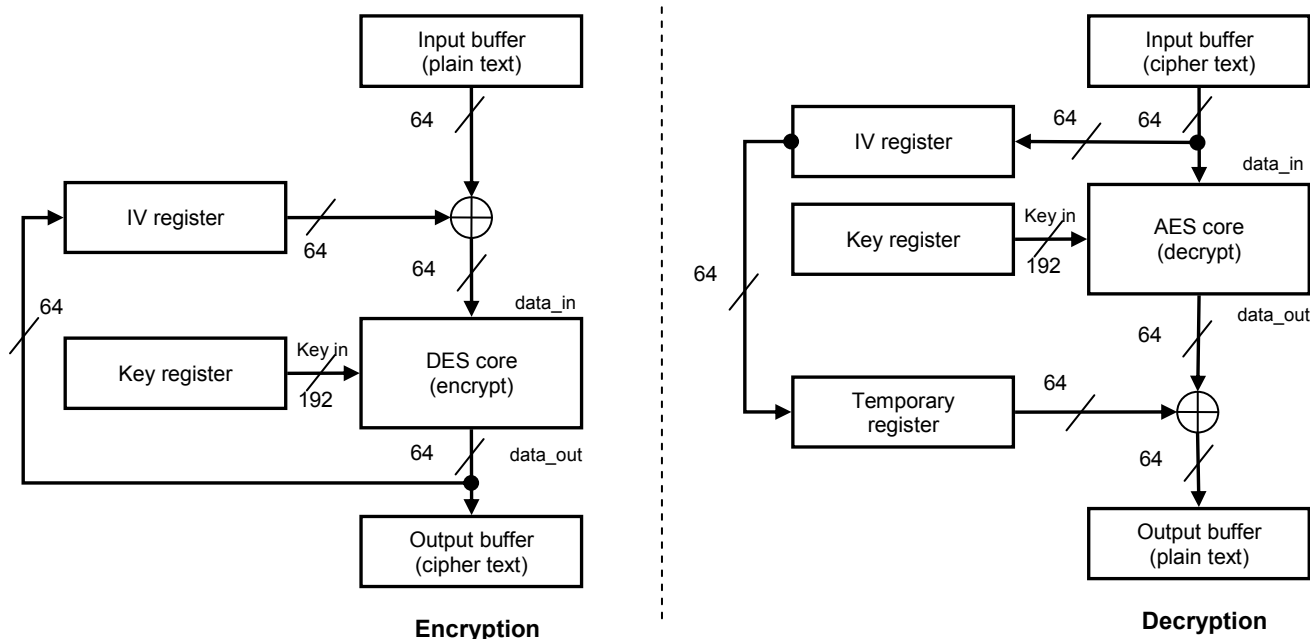 Input buffer
(plain text)
64
IV register
64
64
data_in
64
Key register
Key in
192
DES core
(encrypt)
64
data_out
Output buffer
(cipher text)
Encryption
Input buffer
(cipher text)
64
64
IV register
data_in
Key register
Key in
192
AES core
(decrypt)
64
data_out
64
Temporary
register
64
64
Output buffer
(plain text)
Decryption